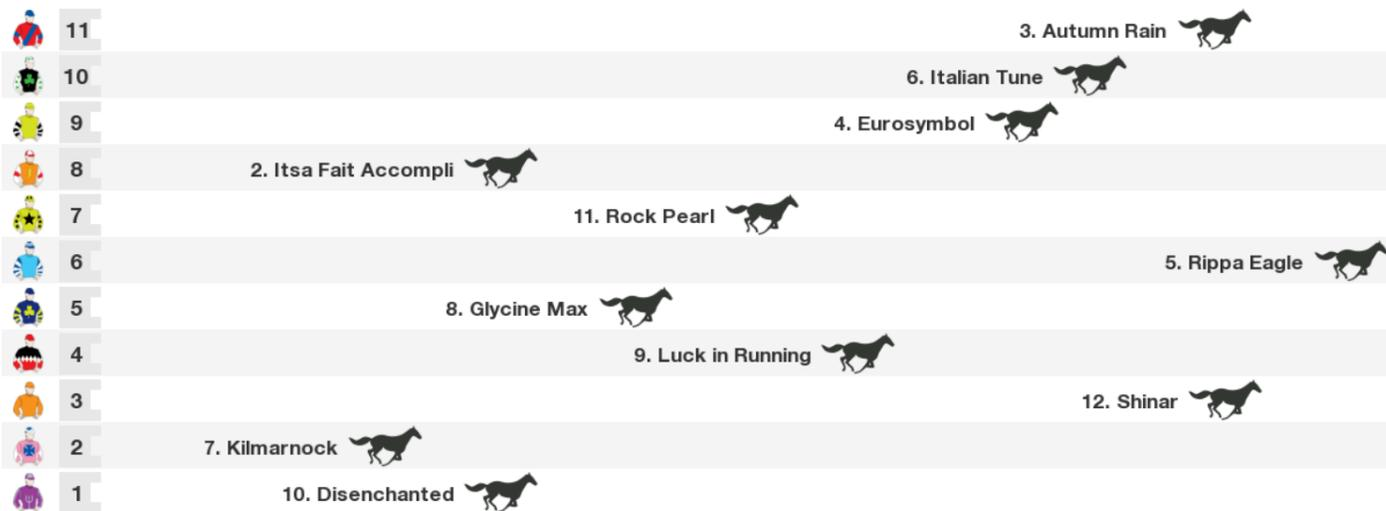 11 3. Autumn Rain
10 6. Italian Tune
9 4. Eurosymbol
8 2. Itsa Fait Accompli
7 11. Rock Pearl
6 5. Rippa Eagle
5 8. Glycine Max
4 9. Luck in Running
3 12. Shinar
2 7. Kilmarnock
1 10. Disenchanted